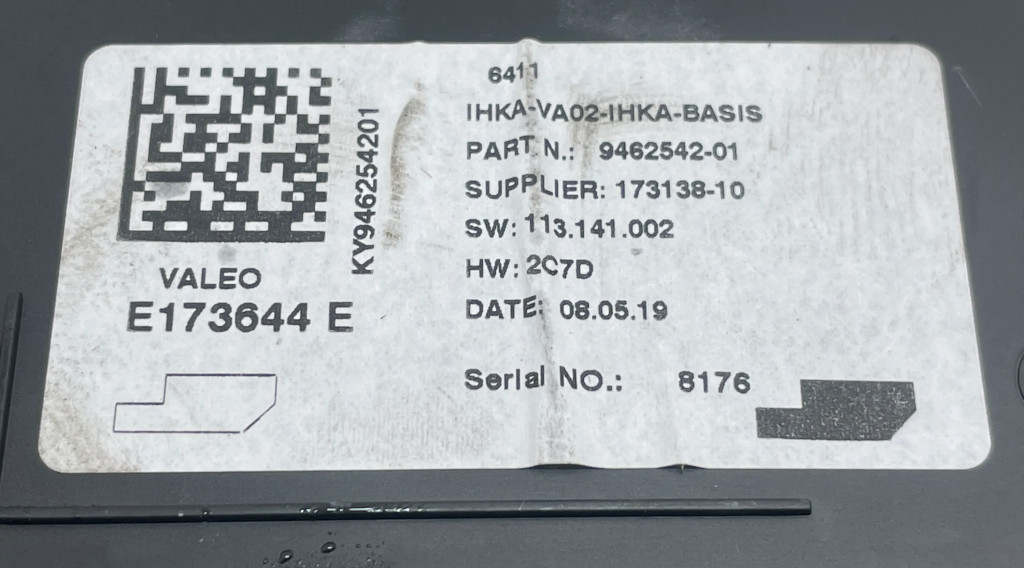 6411
IHKA-VA02-IHKA-BASIS
PART N.: 9462542-01
SUPPLIER: 173138-10
SW: 113.141.002
HW: 2C7D
DATE: 08.05.19
Serial NO.: 8176
KY946254201
VALEO
E173644 E